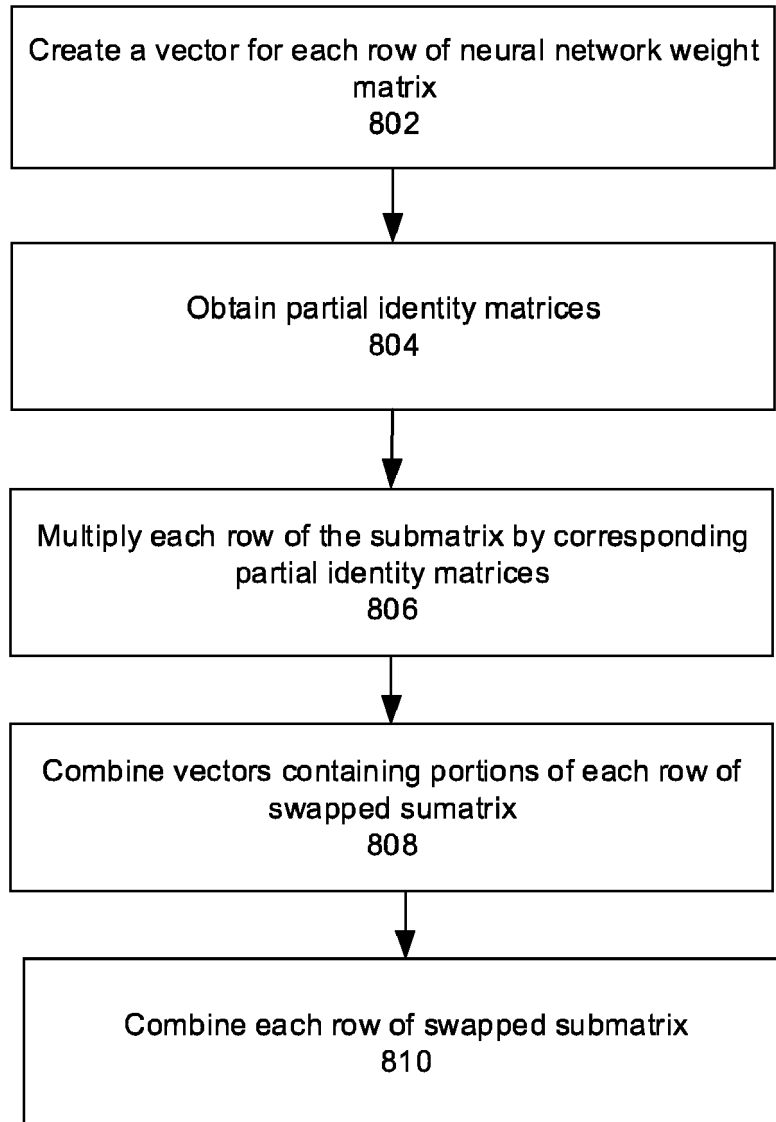 Create a vector for each row of neural network weight
matrix
802
Obtain partial identity matrices
804
Multiply each row of the submatrix by corresponding
partial identity matrices
806
Combine vectors containing portions of each row of
swapped sumatrix
808
Combine each row of swapped submatrix
810